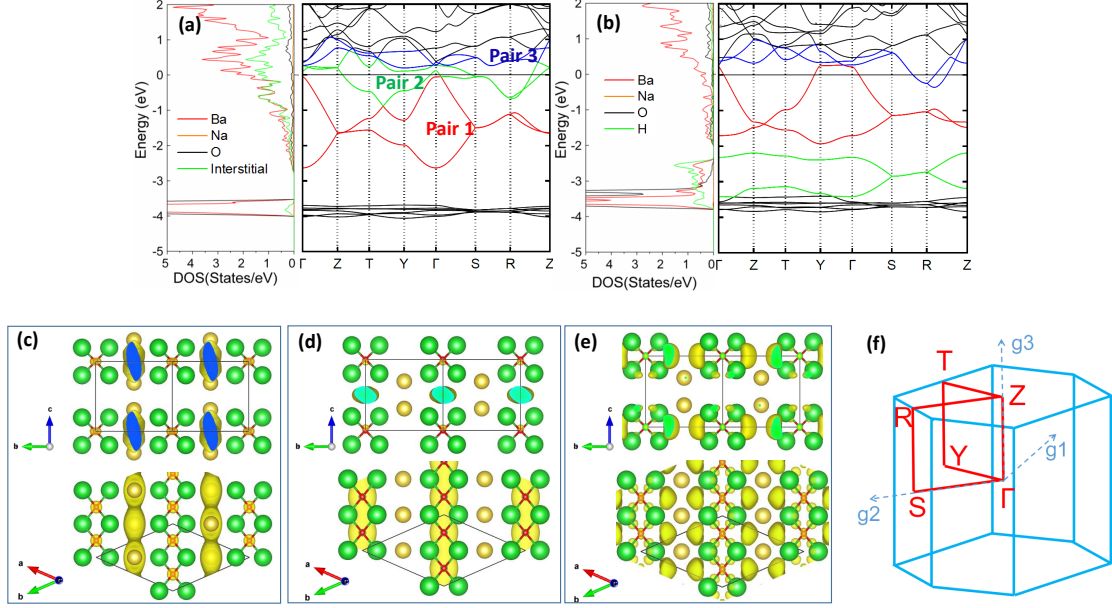 (a)
2
1
0
-1
-2
-3
-4
-5
Energy (eV)
Ba
Na
O
Interstitial
Pair 3
Pair 2
Pair 1
5 4 3 2 1 0
DOS(States/eV)
Γ Z T Y Γ S R Z
(b)
2
1
0
-1
-2
-3
-4
-5
Energy (eV)
Ba
Na
O
H
5 4 3 2 1 0
DOS(States/eV)
Γ Z T Y Γ S R Z
(c)
c
b
a
b
(d)
c
b
a
b
(e)
c
b
a
b
(f)
g3
T
Z
R
g1
Y
S
Γ
g2